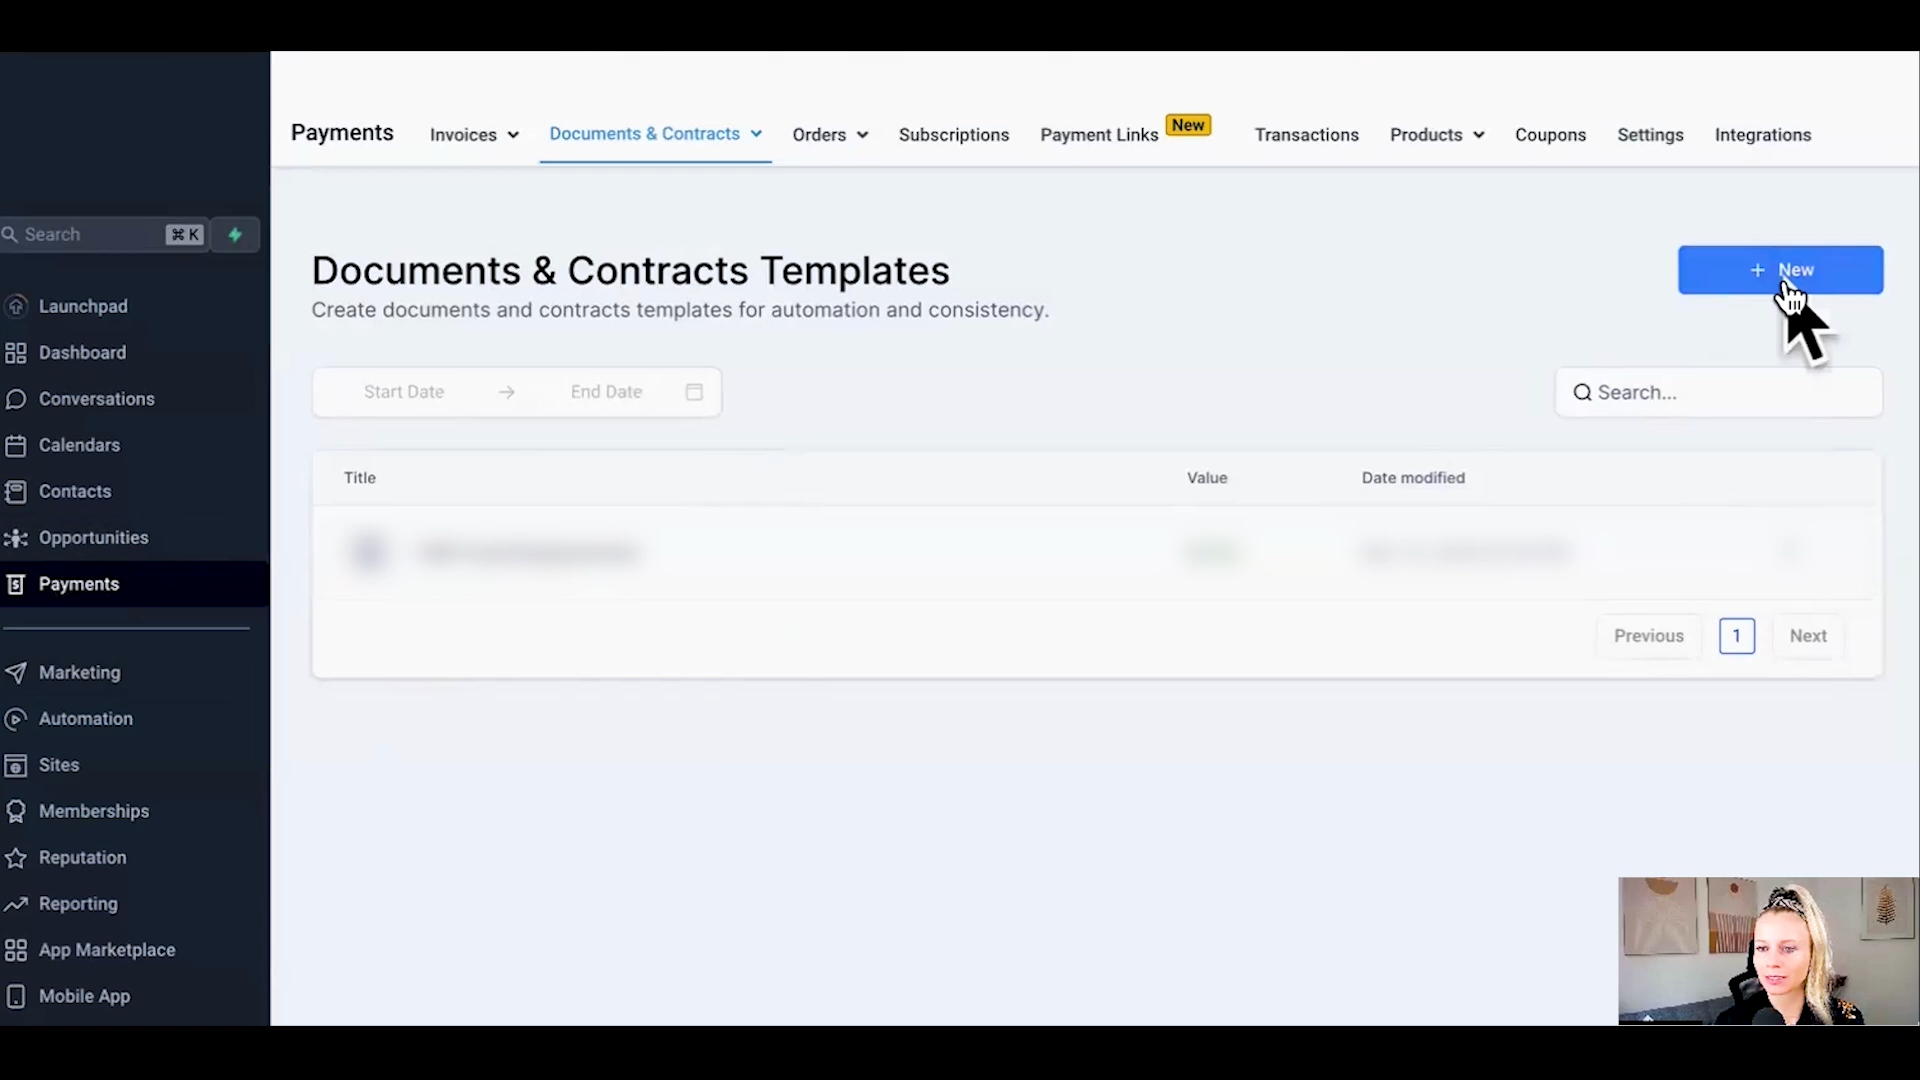 Payments
Invoices
Documents & Contracts
Orders
Subscriptions
Payment Links
New
Transactions
Products
Coupons
Settings
Integrations
Search
⌘ K
Launchpad
Dashboard
Conversations
Calendars
Contacts
Opportunities
Payments
Marketing
Automation
Sites
Memberships
Reputation
Reporting
App Marketplace
Mobile App
Documents & Contracts Templates
Create documents and contracts templates for automation and consistency.
+ New
Start Date → End Date
Search...
Title Value Date modified
Previous 1 Next